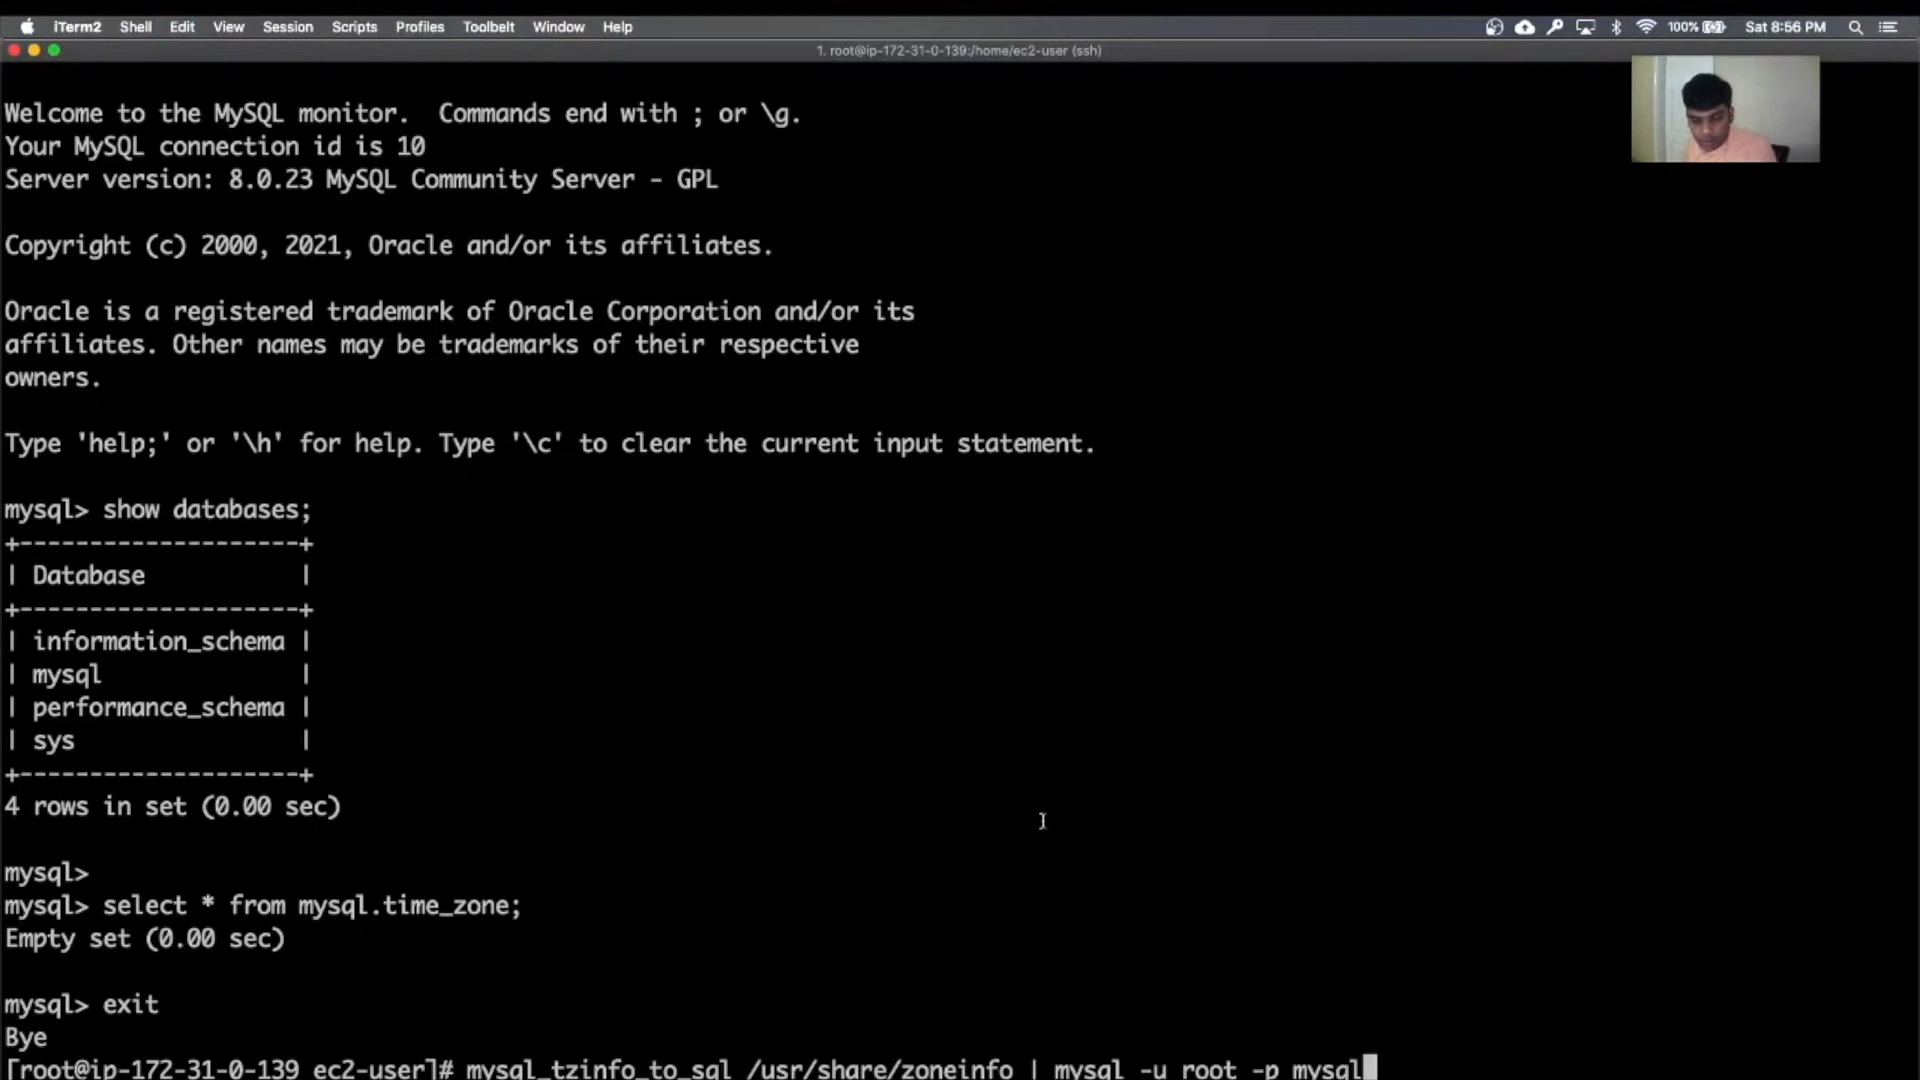 iTerm2 Shell Edit View Session Scripts Profiles Toolbelt Window Help 100% Sat 8:56 PM
1. root@ip-172-31-0-139:/home/ec2-user (ssh)
Welcome to the MySQL monitor.  Commands end with ; or \g.
Your MySQL connection id is 10
Server version: 8.0.23 MySQL Community Server - GPL
Copyright (c) 2000, 2021, Oracle and/or its affiliates.
Oracle is a registered trademark of Oracle Corporation and/or its
affiliates. Other names may be trademarks of their respective
owners.
Type 'help;' or '\h' for help. Type '\c' to clear the current input statement.
mysql> show databases;
+--------------------+
| Database           |
+--------------------+
| information_schema |
| mysql              |
| performance_schema |
| sys                |
+--------------------+
4 rows in set (0.00 sec)
mysql>
mysql> select * from mysql.time_zone;
Empty set (0.00 sec)
mysql> exit
Bye
[root@ip-172-31-0-139 ec2-user]# mysql_tzinfo_to_sql /usr/share/zoneinfo | mysql -u root -p mysql